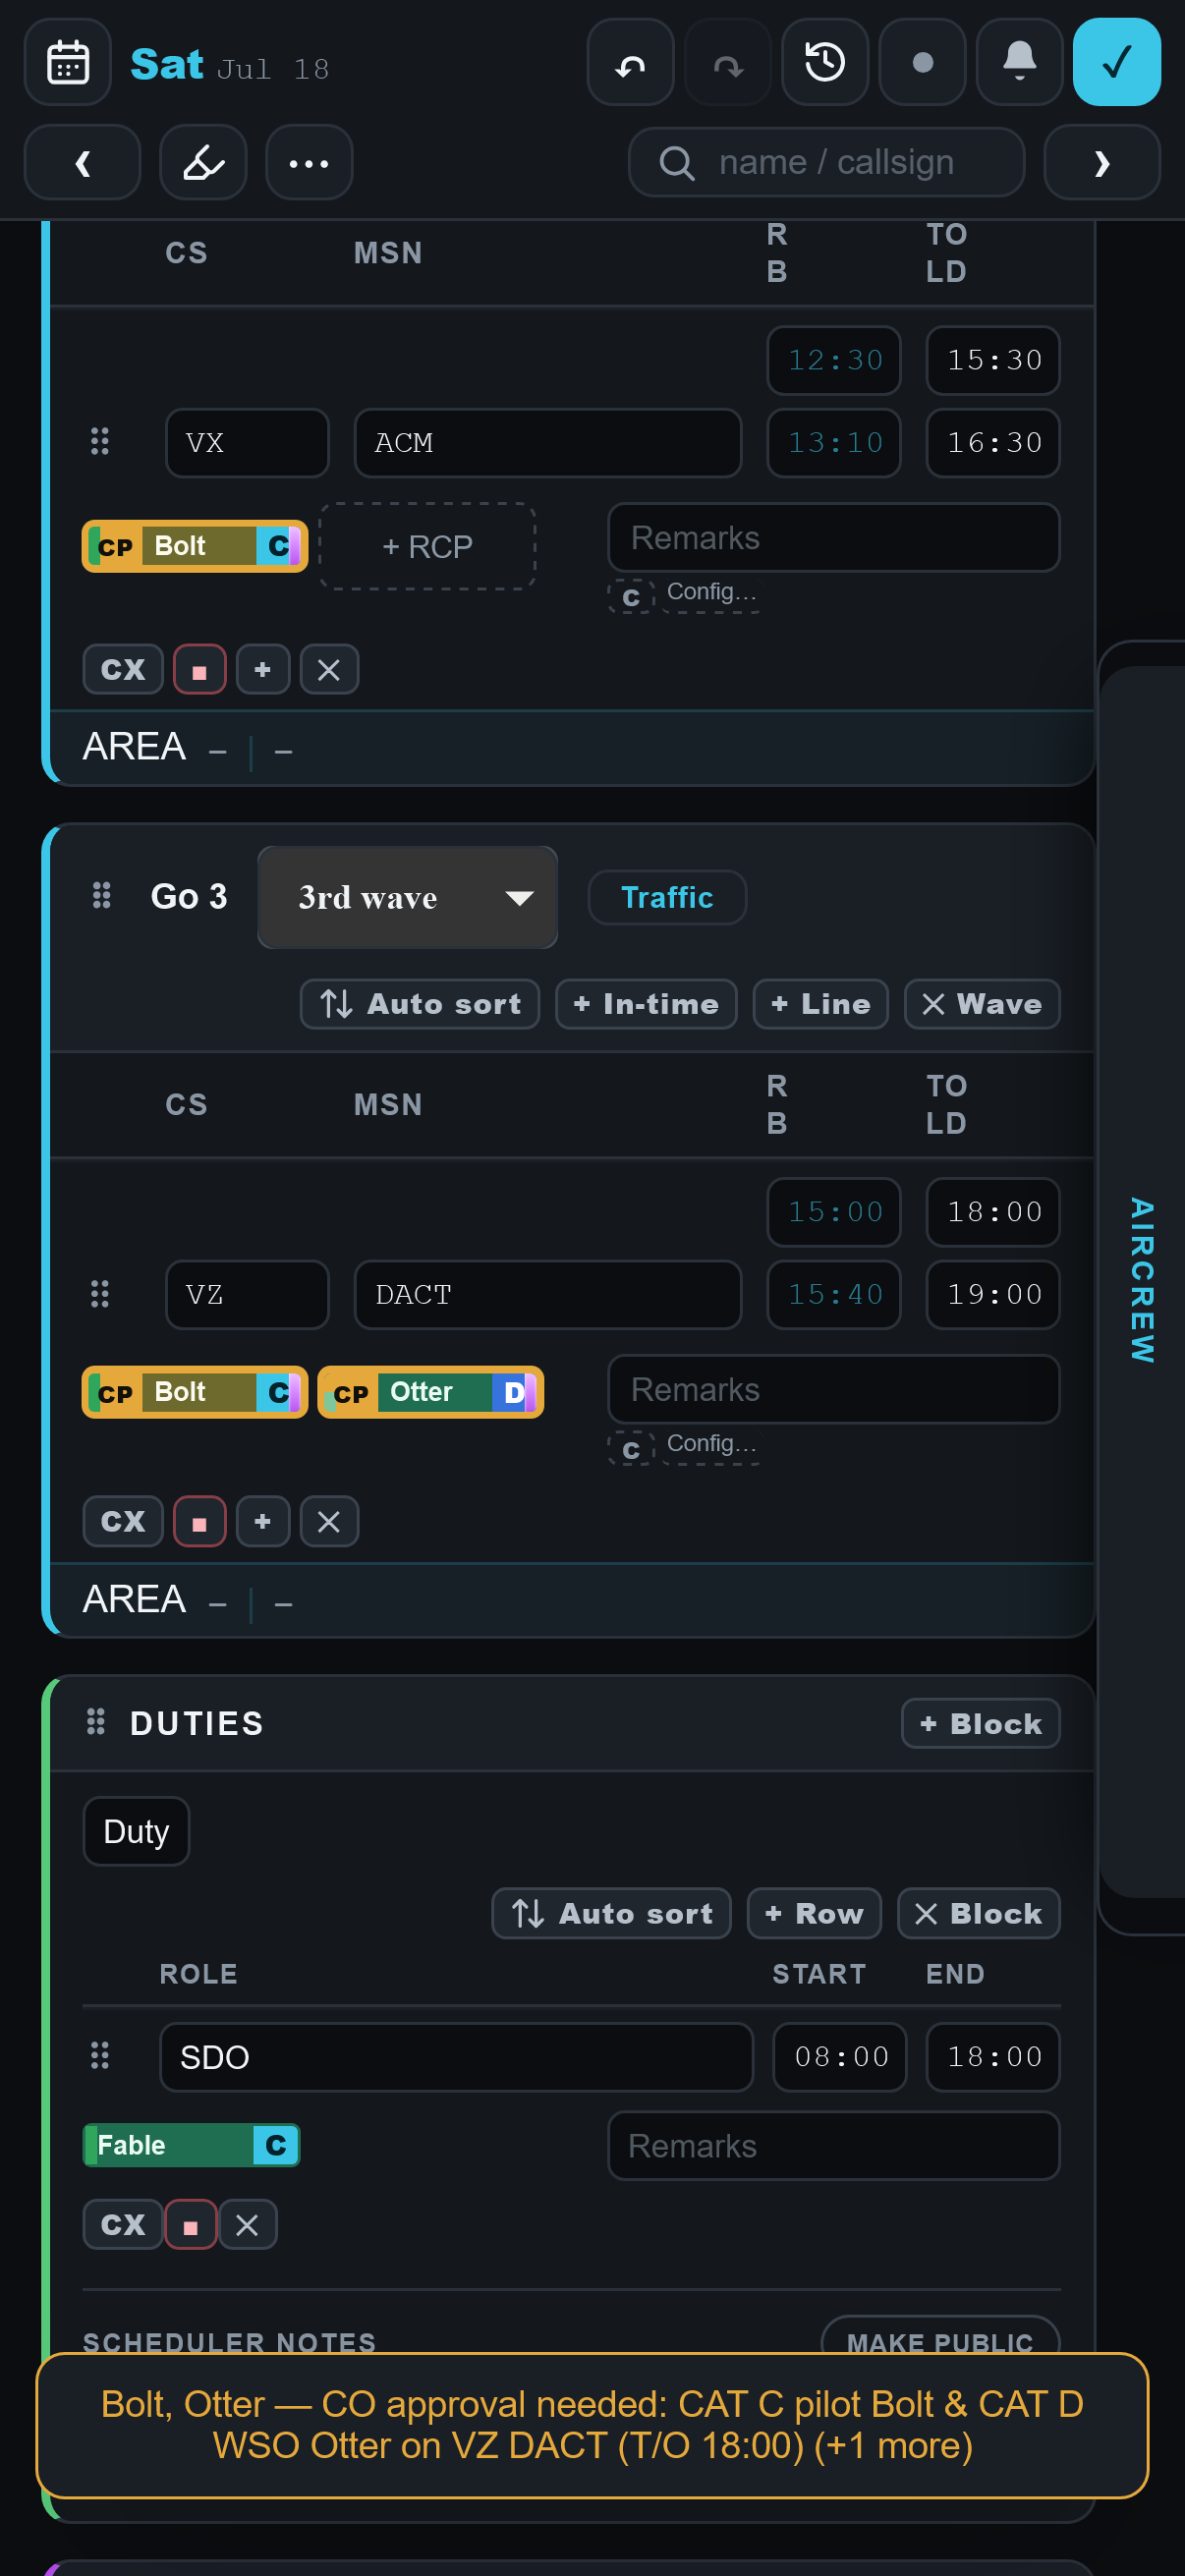 Sat Jul 18
name / callsign
CS MSN R B TO LD
12:30 15:30
VX ACM 13:10 16:30
CP Bolt C + RCP Remarks
C Config…
CX + ×
AREA – | –
Go 3 3rd wave Traffic
Auto sort + In-time + Line × Wave
CS MSN R B TO LD
15:00 18:00
VZ DACT 15:40 19:00
CP Bolt C CP Otter D Remarks
C Config…
CX + ×
AREA – | –
AIRCREW
DUTIES + Block
Duty
Auto sort + Row × Block
ROLE START END
SDO 08:00 18:00
Fable C Remarks
CX ×
SCHEDULER NOTES MAKE PUBLIC
Bolt, Otter — CO approval needed: CAT C pilot Bolt & CAT D
WSO Otter on VZ DACT (T/O 18:00) (+1 more)